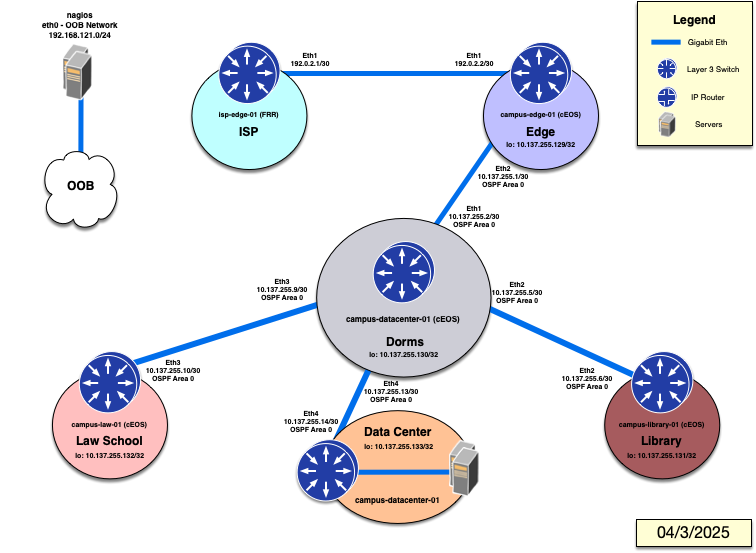 nagios
eth0 - OOB Network
192.168.121.0/24
OOB
Eth1
192.0.2.1/30
Eth1
192.0.2.2/30
isp-edge-01 (FRR)
ISP
campus-edge-01 (cEOS)
Edge
lo: 10.137.255.129/32
Legend
Gigabit Eth
Layer 3 Switch
IP Router
Servers
Eth2
10.137.255.1/30
OSPF Area 0
Eth1
10.137.255.2/30
OSPF Area 0
Eth3
10.137.255.9/30
OSPF Area 0
Eth2
10.137.255.5/30
OSPF Area 0
campus-datacenter-01 (cEOS)
Dorms
lo: 10.137.255.130/32
Eth3
10.137.255.10/30
OSPF Area 0
Eth2
10.137.255.6/30
OSPF Area 0
Eth4
10.137.255.13/30
OSPF Area 0
Eth4
10.137.255.14/30
OSPF Area 0
campus-law-01 (cEOS)
Law School
lo: 10.137.255.132/32
Data Center
lo: 10.137.255.133/32
campus-datacenter-01
campus-library-01 (cEOS)
Library
lo: 10.137.255.131/32
04/3/2025